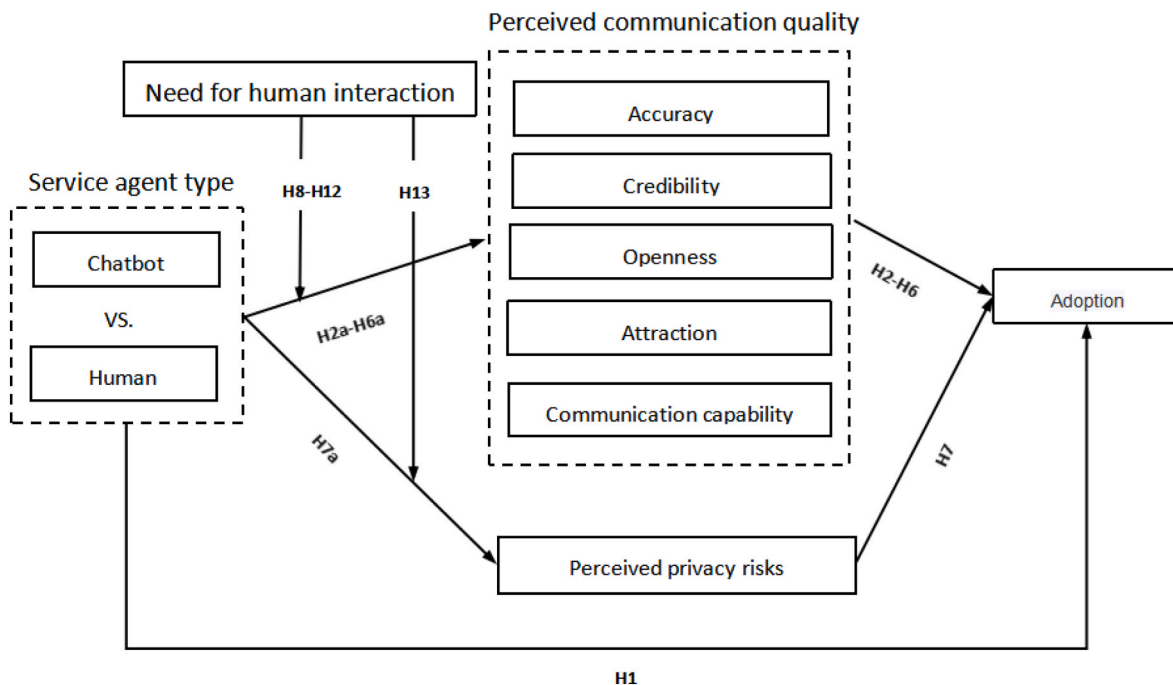 Perceived communication quality
Need for human interaction
Accuracy
Service agent type
H8-H12
H13
Credibility
Chatbot
Openness
VS.
H2a-H6a
H2-H6
Adoption
Human
Attraction
Communication capability
H7a
H7
Perceived privacy risks
H1